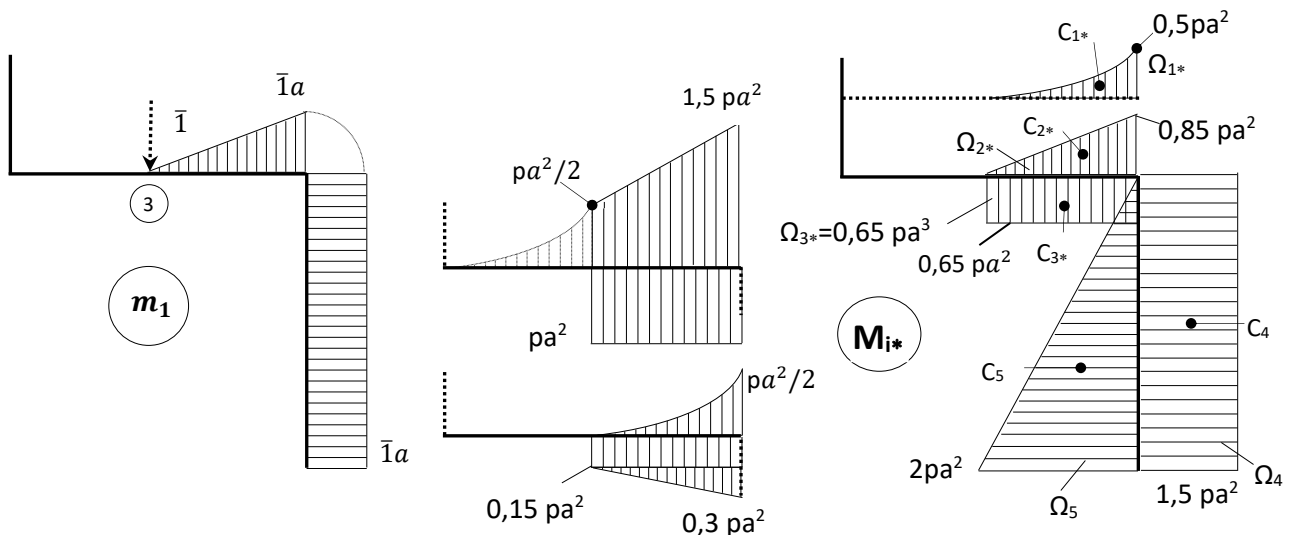 1̄
1̄a
3
m₁
1̄a
1,5 pa²
pa²/2
pa²
pa²/2
0,15 pa²
0,3 pa²
C₁*
0,5pa²
Ω₁*
C₂*
0,85 pa²
Ω₂*
Ω₃*=0,65 pa³
0,65 pa²
C₃*
Mᵢ*
C₄
C₅
2pa²
Ω₅
1,5 pa²
Ω₄